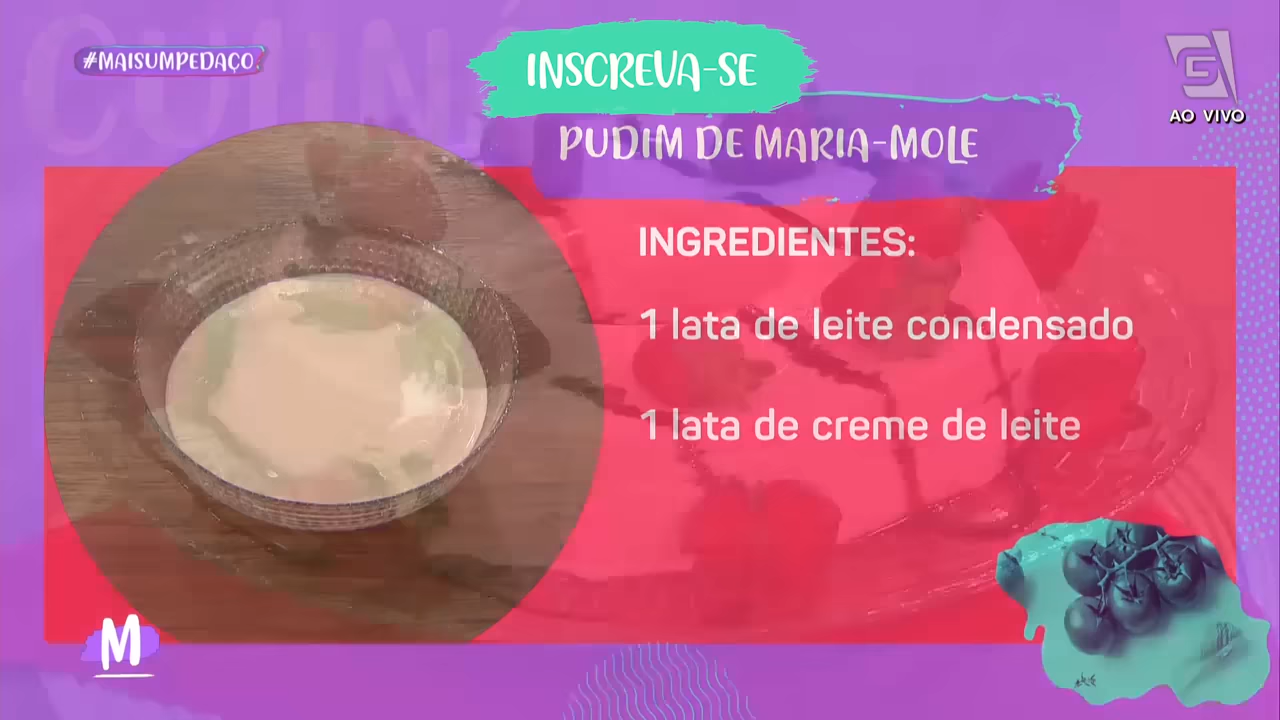 #MAISUMPEDAÇO
INSCREVA-SE
AO VIVO
PUDIM DE MARIA-MOLE
INGREDIENTES:
1 lata de leite condensado
1 lata de creme de leite
M